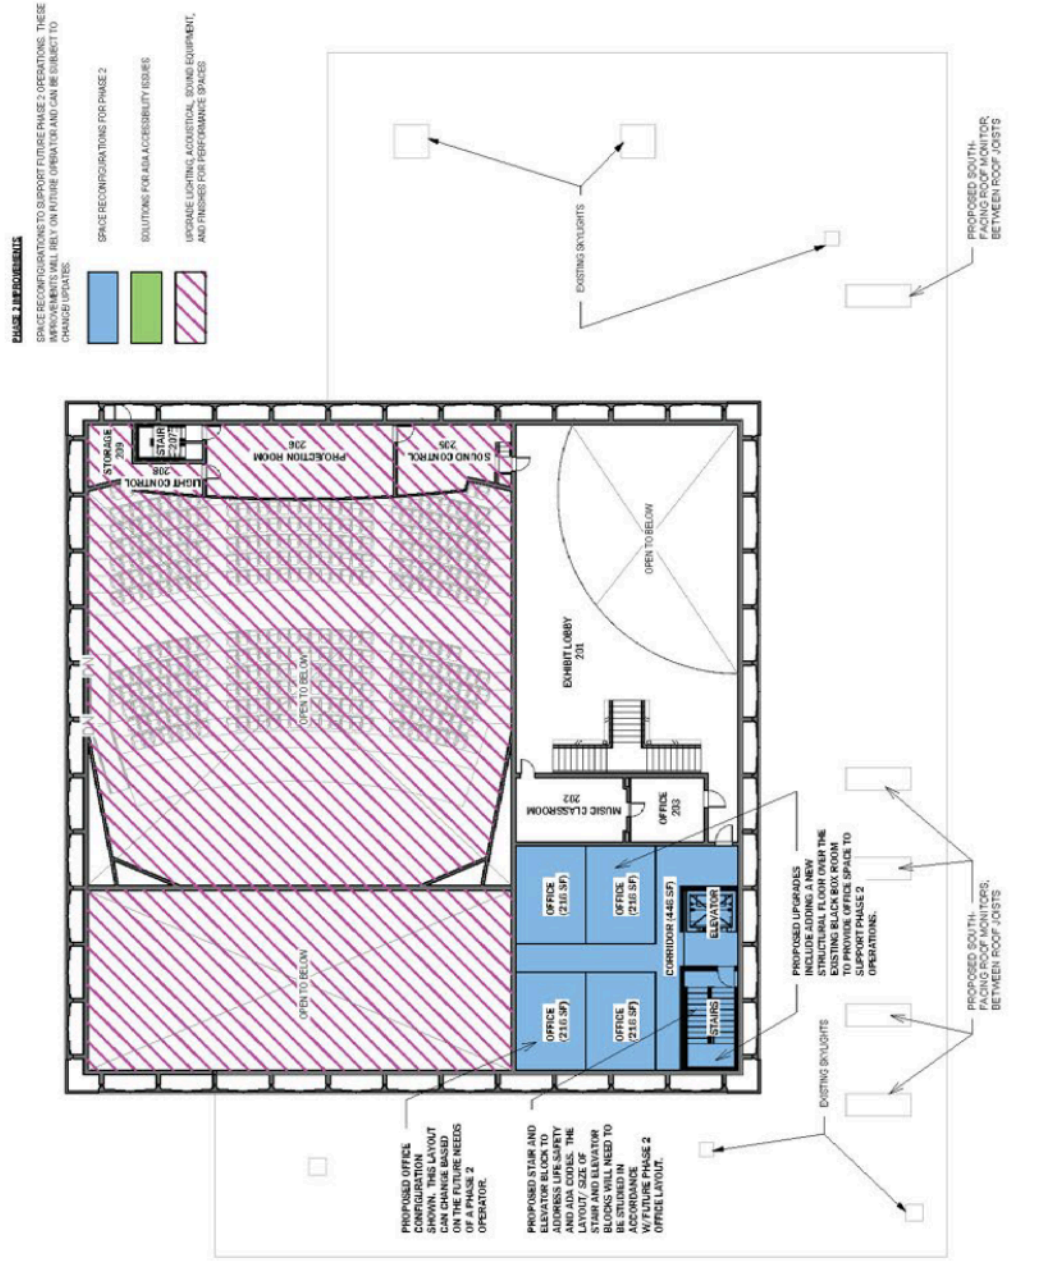 PHASE 2 IMPROVEMENTS
SPACE RECONFIGURATIONS TO SUPPORT FUTURE PHASE 2 OPERATIONS. THESE
IMPROVEMENTS WILL RELY ON FUTURE OPERATOR AND CAN BE SUBJECT TO
CHANGE/ UPDATES.
SPACE RECONFIGURATIONS FOR PHASE 2
SOLUTIONS FOR ADA ACCESSIBILITY ISSUES
UPGRADE LIGHTING, ACOUSTICAL, SOUND EQUIPMENT,
AND FINISHES FOR PERFORMANCE SPACES
EXISTING SKYLIGHTS
PROPOSED SOUTH-
FACING ROOF MONITOR,
BETWEEN ROOF JOISTS
STORAGE
209
STAIR
207
LIGHT CONTROL
208
PROJECTION ROOM
206
SOUND CONTROL
205
OPEN TO BELOW
OPEN TO BELOW
EXHIBIT LOBBY
201
MUSIC CLASSROOM
202
OFFICE
203
OPEN TO BELOW
OFFICE
(216 SF)
OFFICE
(216 SF)
OFFICE
(216 SF)
OFFICE
(216 SF)
CORRIDOR (446 SF)
ELEVATOR
STAIRS
PROPOSED UPGRADES
INCLUDE ADDING A NEW
STRUCTURAL FLOOR OVER THE
EXISTING BLACK BOX ROOM
TO PROVIDE OFFICE SPACE TO
SUPPORT PHASE 2
OPERATIONS.
PROPOSED SOUTH-
FACING ROOF MONITORS,
BETWEEN ROOF JOISTS
EXISTING SKYLIGHTS
PROPOSED OFFICE
CONFIGURATION
SHOWN. THIS LAYOUT
CAN CHANGE BASED
ON THE FUTURE NEEDS
OF A PHASE 2
OPERATOR.
PROPOSED STAIR AND
ELEVATOR BLOCK TO
ADDRESS LIFE-SAFETY
AND ADA CODES. THE
LAYOUT/ SIZE OF
STAIR AND ELEVATOR
BLOCKS WILL NEED TO
BE STUDIED IN
ACCORDANCE
W/ FUTURE PHASE 2
OFFICE LAYOUT.